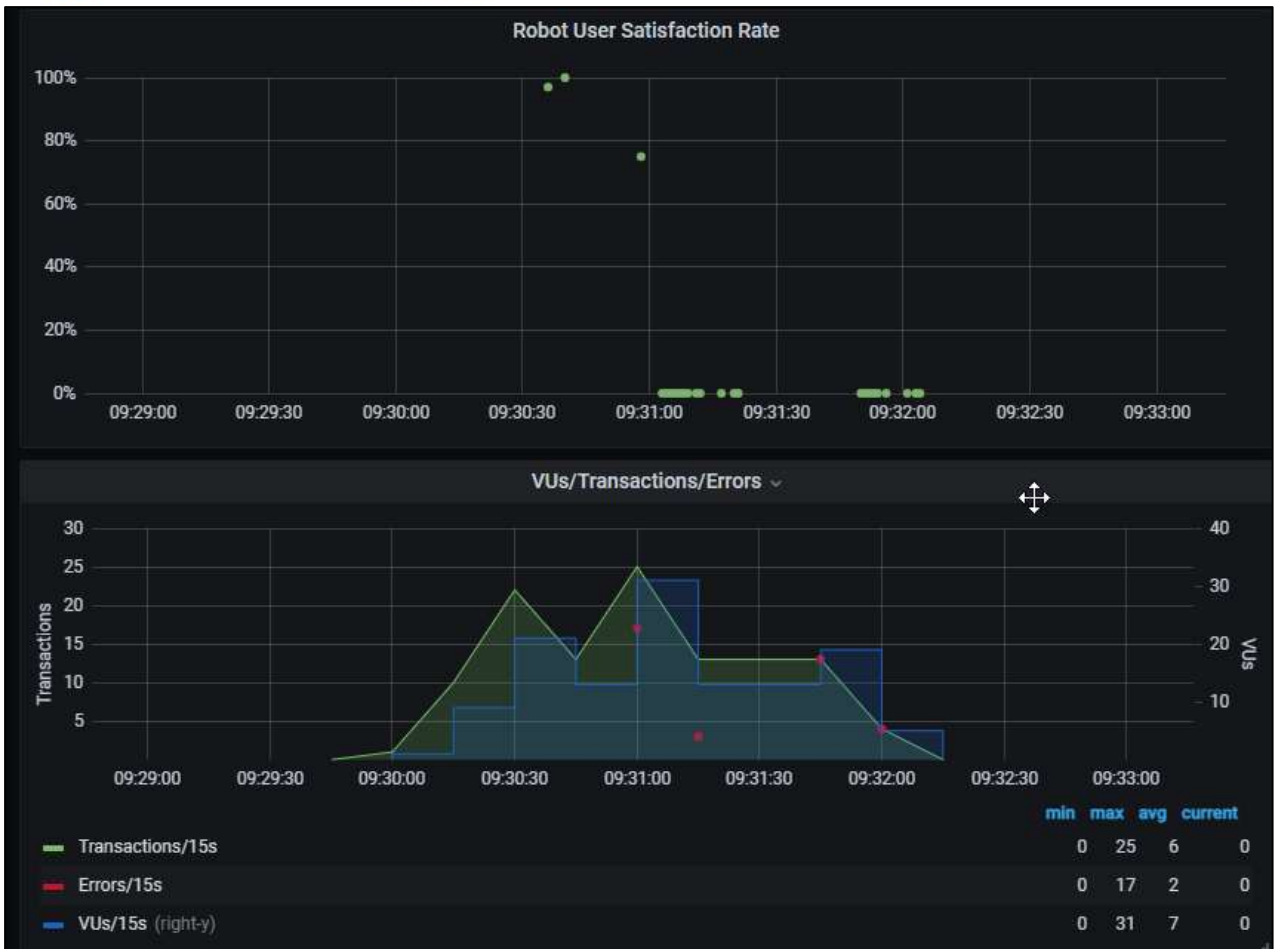 Robot User Satisfaction Rate
100%
80%
60%
40%
20%
0%
09:29:00 09:29:30 09:30:00 09:30:30 09:31:00 09:31:30 09:32:00 09:32:30 09:33:00
VUs/Transactions/Errors
30 40
25
30
20
15 20
10
10
5
Transactions
VUs
09:29:00 09:29:30 09:30:00 09:30:30 09:31:00 09:31:30 09:32:00 09:32:30 09:33:00
min max avg current
Transactions/15s 0 25 6 0
Errors/15s 0 17 2 0
VUs/15s (right-y) 0 31 7 0